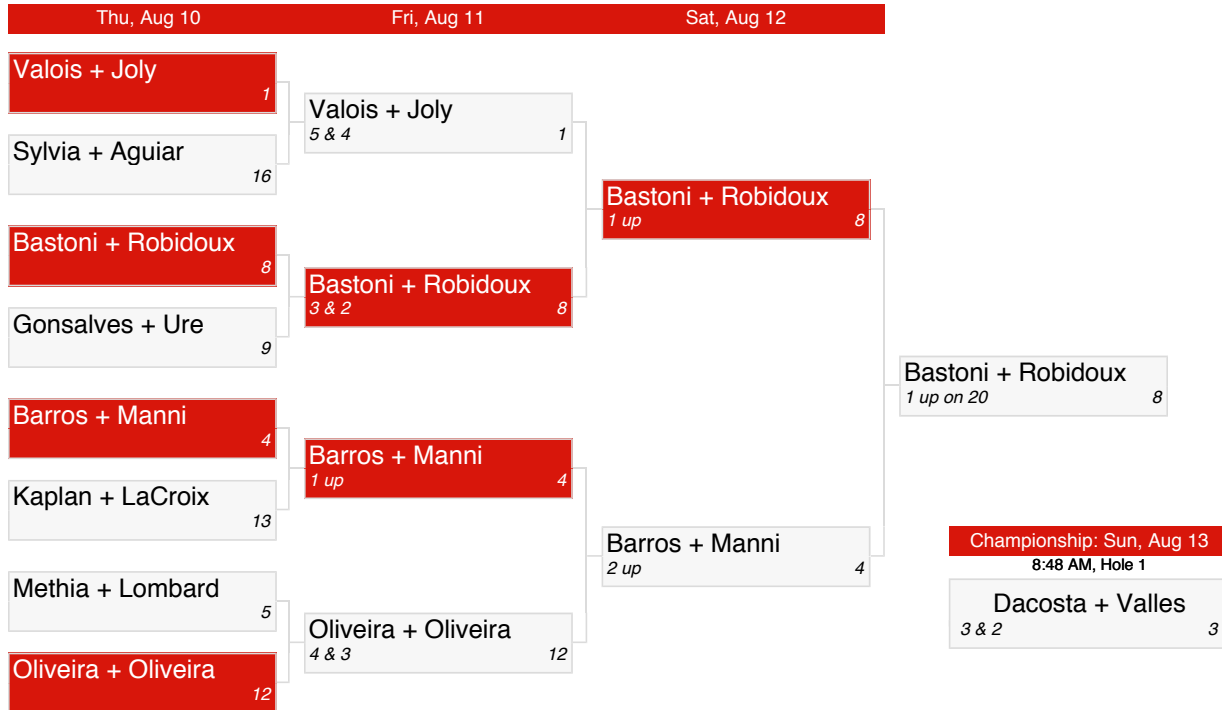 Thu, Aug 10
Fri, Aug 11
Sat, Aug 12
Valois + Joly
1
Sylvia + Aguiar
16
Bastoni + Robidoux
8
Gonsalves + Ure
9
Barros + Manni
4
Kaplan + LaCroix
13
Methia + Lombard
5
Oliveira + Oliveira
12
Valois + Joly
5 & 4 1
Bastoni + Robidoux
3 & 2 8
Barros + Manni
1 up 4
Oliveira + Oliveira
4 & 3 12
Bastoni + Robidoux
1 up 8
Barros + Manni
2 up 4
Bastoni + Robidoux
1 up on 20 8
Championship: Sun, Aug 13
8:48 AM, Hole 1
Dacosta + Valles
3 & 2 3